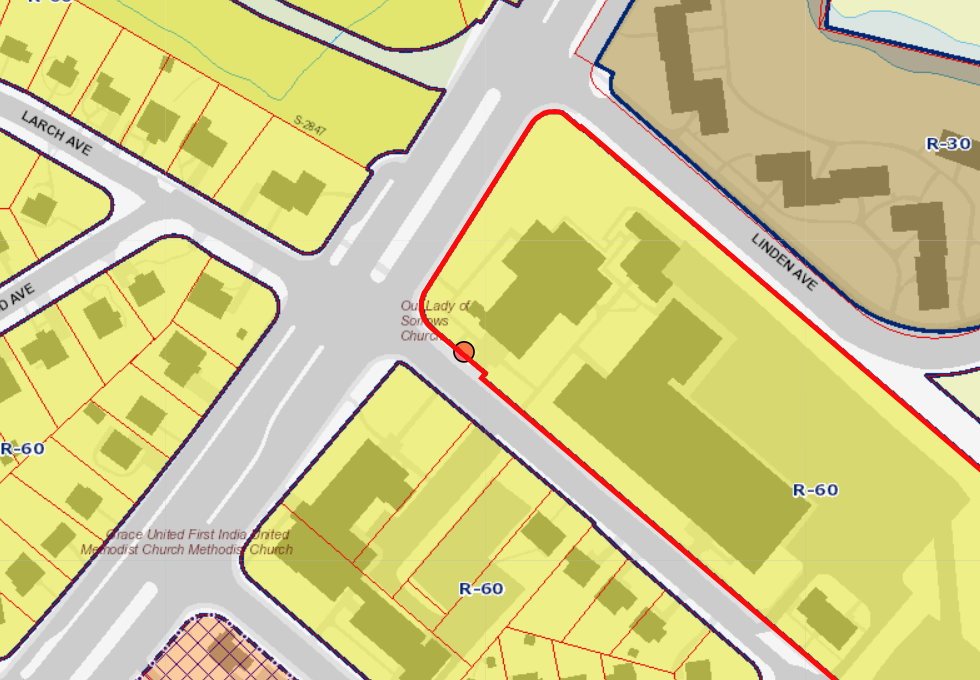 S-2847
LARCH AVE
R-30
LINDEN AVE
D AVE
Our Lady of
Sorrows
Church
R-60
R-60
Grace United First India United
Methodist Church Methodist Church
R-60